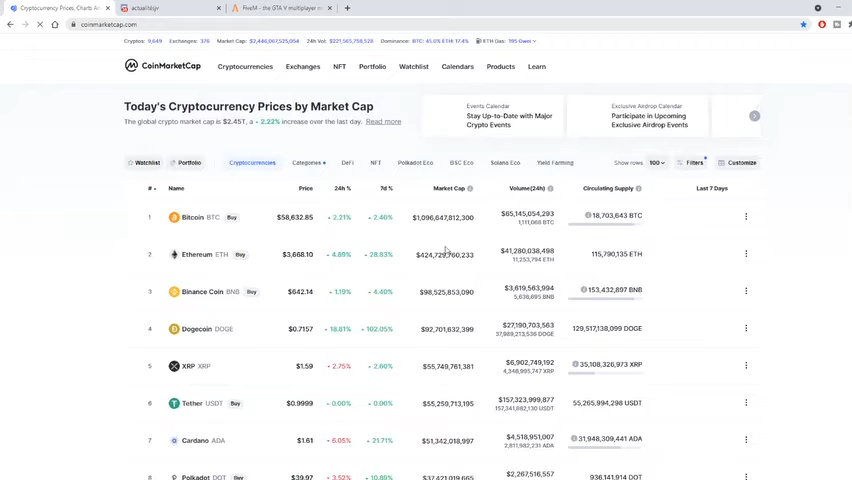 Cryptocurrency Prices, Charts An
actualitésjv
FiveM - the GTA V multiplayer m
coinmarketcap.com
Cryptos: 9,649 Exchanges: 376 Market Cap: $2,446,067,525,054 24h Vol: $221,565,758,528 Dominance: BTC: 45.0% ETH: 17.4% ETH Gas: 195 Gwei
CoinMarketCap Cryptocurrencies Exchanges NFT Portfolio Watchlist Calendars Products Learn
Today's Cryptocurrency Prices by Market Cap
The global crypto market cap is $2.45T, a 2.22% increase over the last day. Read more
Events Calendar
Stay Up-to-Date with Major
Crypto Events
Exclusive Airdrop Calendar
Participate in Upcoming
Exclusive Airdrop Events
Watchlist Portfolio Cryptocurrencies Categories DeFi NFT Polkadot Eco BSC Eco Solana Eco Yield Farming Show rows 100 Filters Customize
# Name Price 24h % 7d % Market Cap Volume(24h) Circulating Supply Last 7 Days
1 Bitcoin BTC Buy $58,632.85 2.21% 2.40% $1,096,647,812,300 $65,145,054,293 18,703,643 BTC
1,111,068 BTC
2 Ethereum ETH Buy $3,668.10 4.89% 28.83% $424,729,760,233 $41,280,038,498 115,790,135 ETH
11,253,794 ETH
3 Binance Coin BNB Buy $642.14 1.19% 4.40% $98,525,853,090 $3,619,563,994 153,432,897 BNB
5,636,895 BNB
4 Dogecoin DOGE $0.7157 18.81% 102.05% $92,701,632,399 $27,190,703,563 129,517,138,099 DOGE
37,989,213,536 DOGE
5 XRP XRP $1.59 2.75% 2.60% $55,749,761,381 $6,902,749,192 35,108,326,973 XRP
4,346,995,747 XRP
6 Tether USDT Buy $0.9999 0.00% 0.00% $55,259,713,195 $157,323,999,877 55,265,994,298 USDT
157,341,882,130 USDT
7 Cardano ADA $1.61 6.05% 21.71% $51,342,018,997 $4,518,951,007 31,948,309,441 ADA
2,811,982,231 ADA
8 Polkadot DOT Buy $39.97 3.52% 10.89% $37,421,019,665 $2,267,516,557 936,141,914 DOT